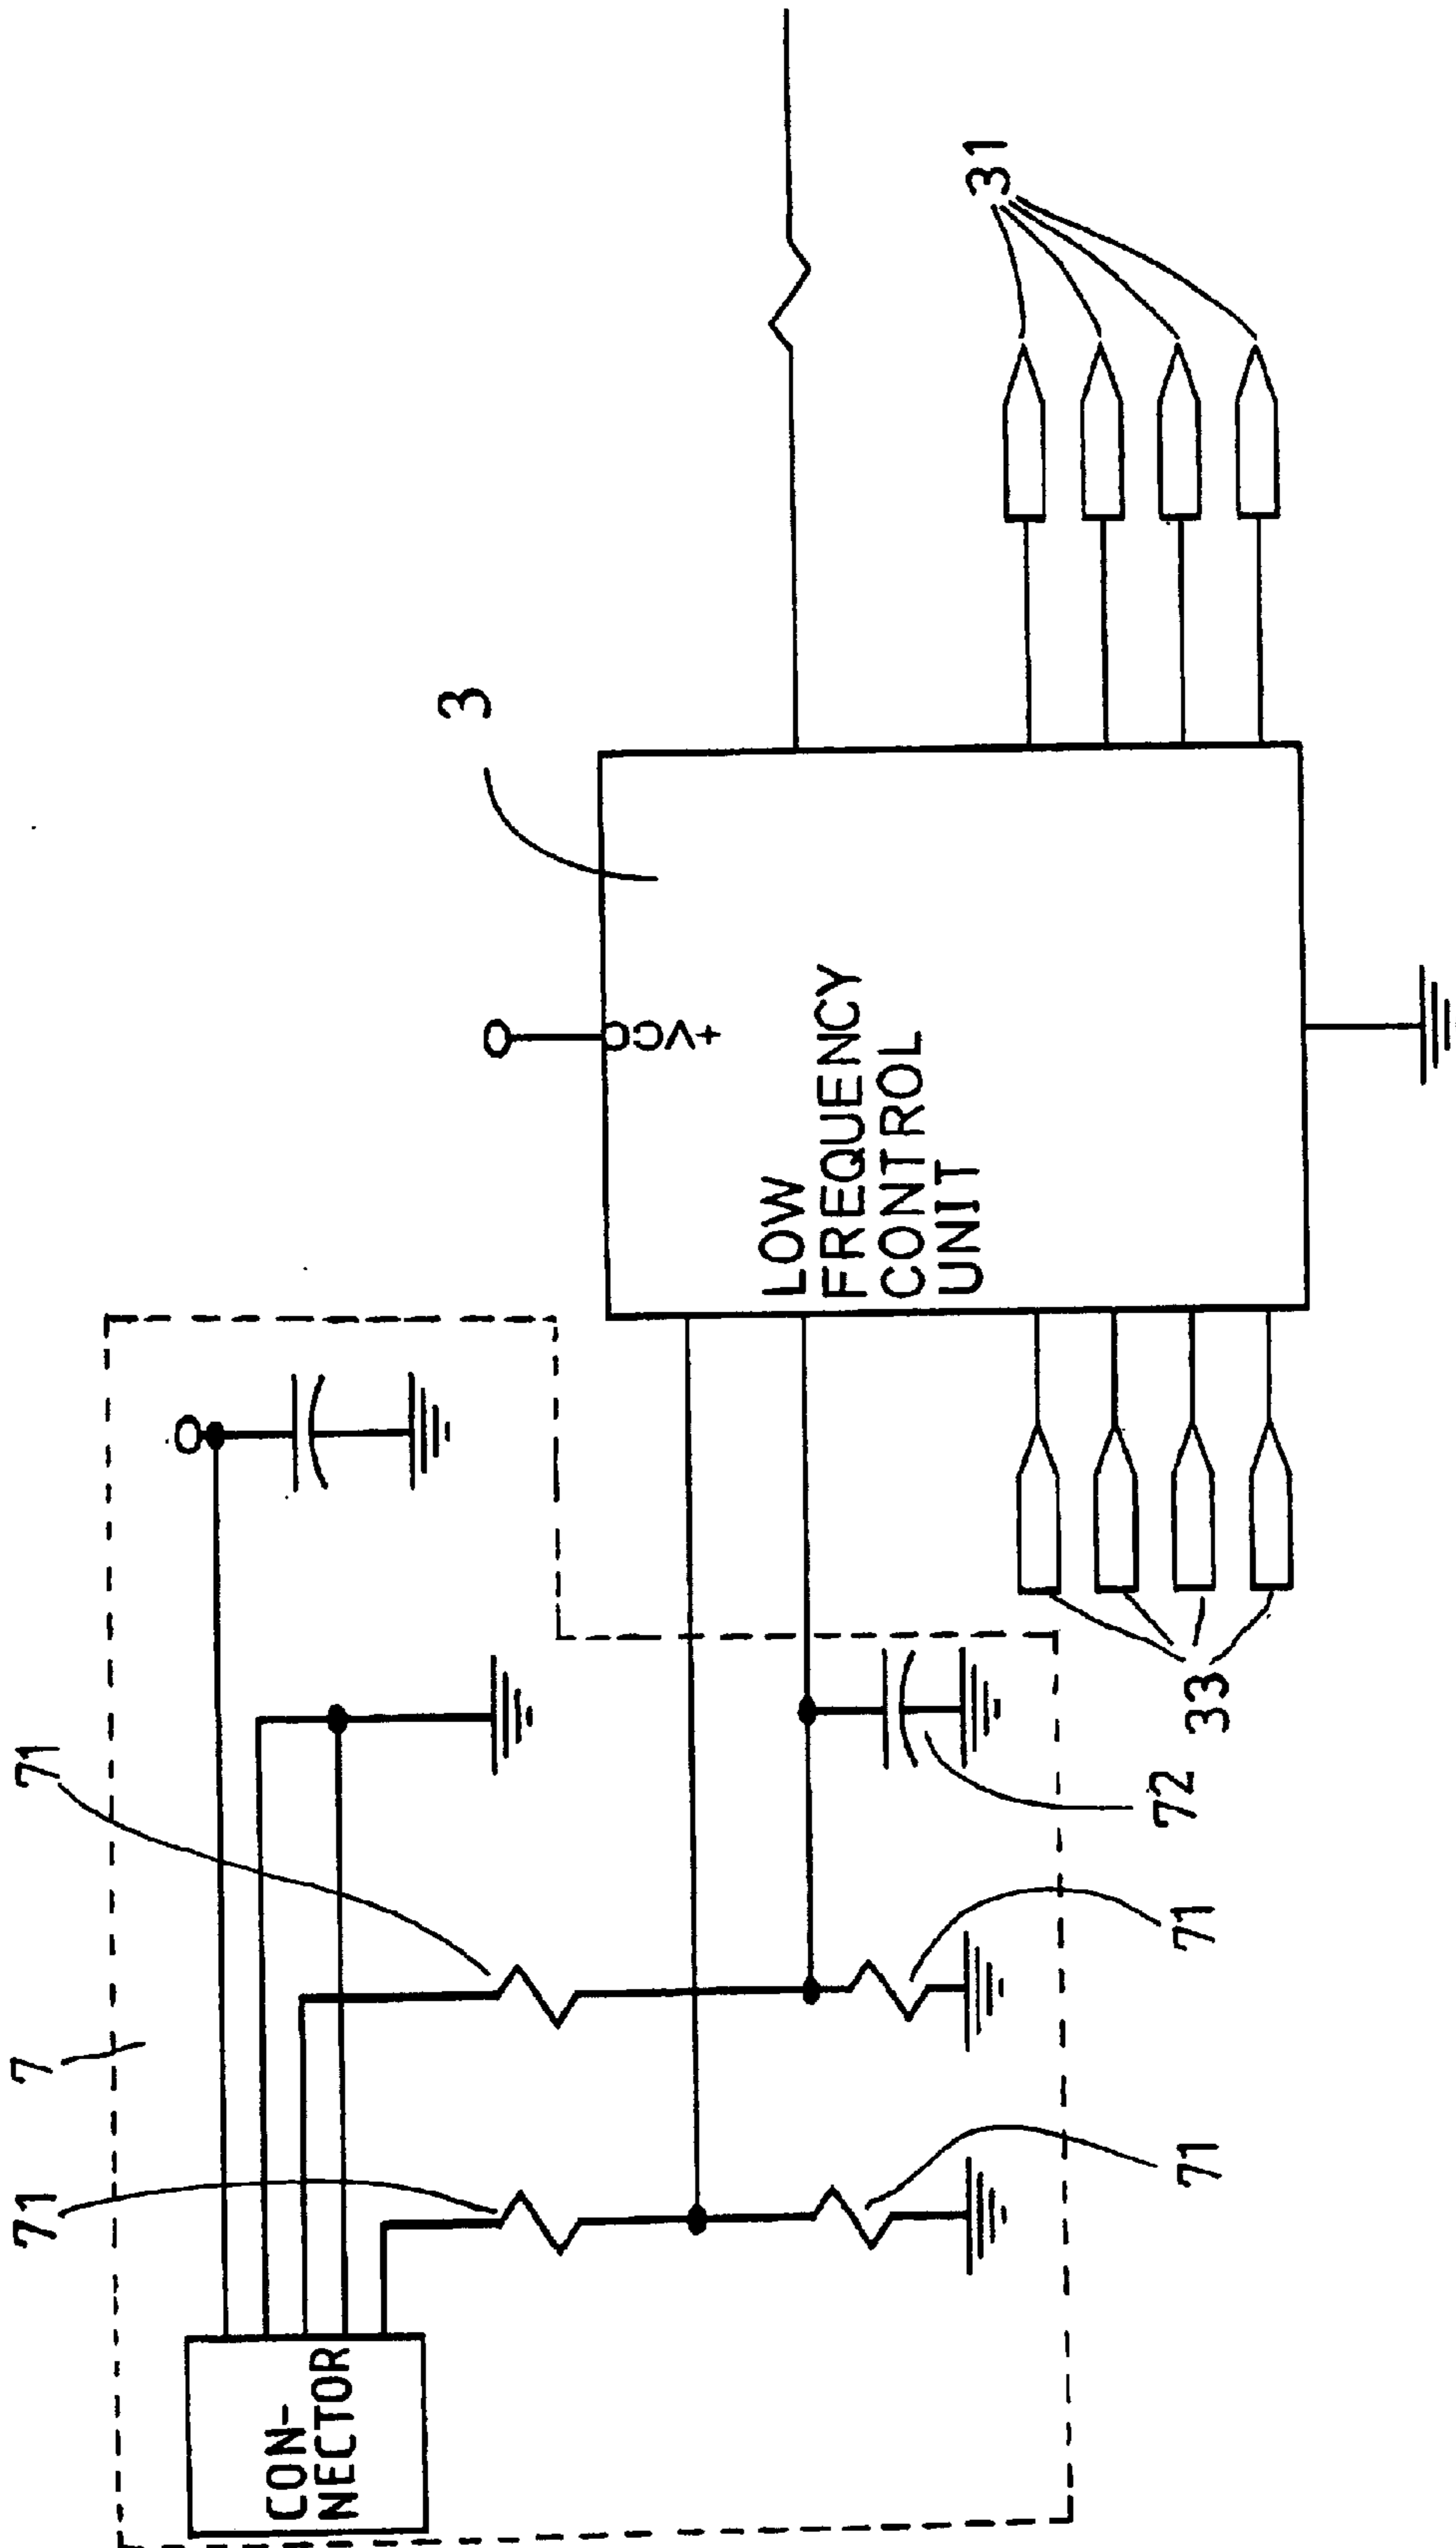 7
71
71
CON-
NECTOR
71
71
72
33
3
+VCC
LOW
FREQUENCY
CONTROL
UNIT
31